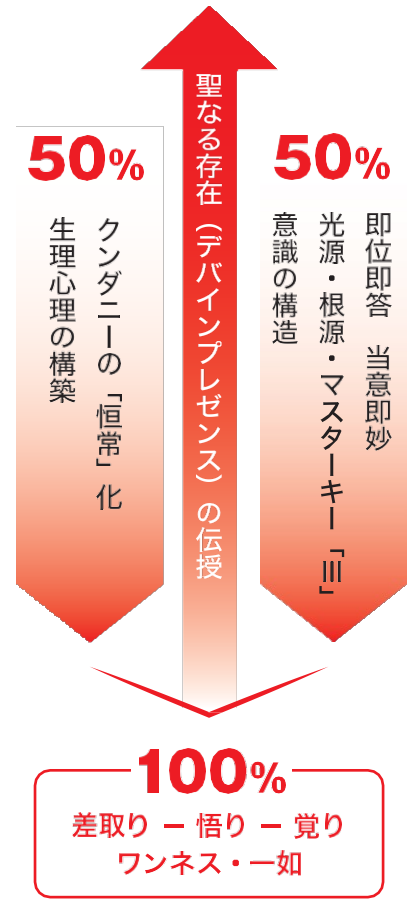 50%
即位即答　当意即妙
光源・根源・マスターキー「三」
意識の構造
聖なる存在（デバインプレゼンス）の伝授
50%
クンダニーの「恒常」化
生理心理の構築
100%
差取り － 悟り － 覚り
ワンネス・一如